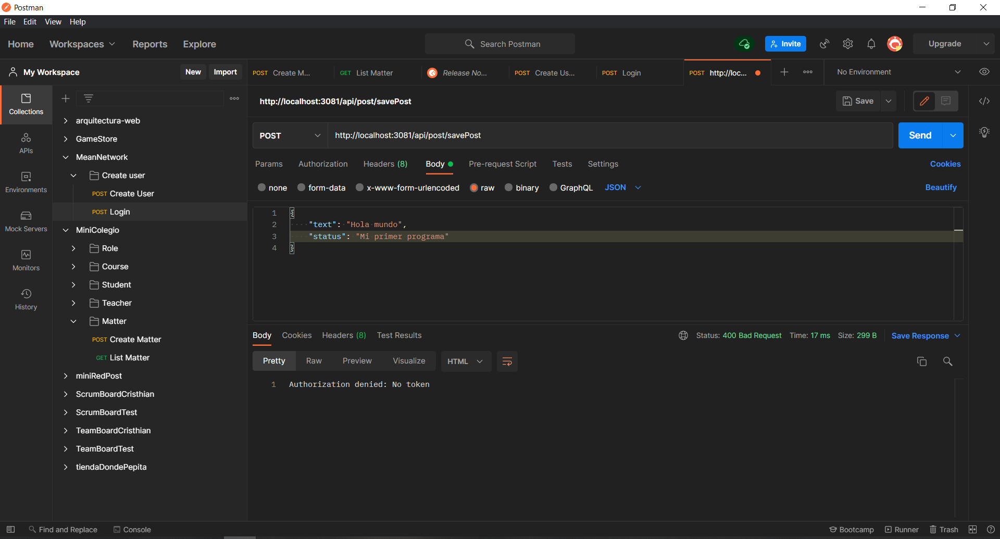 Postman
File Edit View Help
Home Workspaces Reports Explore Search Postman Invite Upgrade
My Workspace New Import
POST Create M... GET List Matter Release No... POST Create Us... POST Login POST http://loc... No Environment
Collections
APIs
Environments
Mock Servers
Monitors
History
arquitectura-web
GameStore
MeanNetwork
Create user
POST Create User
POST Login
MiniColegio
Role
Course
Student
Teacher
Matter
POST Create Matter
GET List Matter
miniRedPost
ScrumBoardCristhian
ScrumBoardTest
TeamBoardCristhian
TeamBoardTest
tiendaDondePepita
http://localhost:3081/api/post/savePost Save
POST http://localhost:3081/api/post/savePost Send
Params Authorization Headers (8) Body Pre-request Script Tests Settings Cookies
none form-data x-www-form-urlencoded raw binary GraphQL JSON Beautify
1 {
2 "text": "Hola mundo",
3 "status": "Mi primer programa"
4 }
Body Cookies Headers (8) Test Results Status: 400 Bad Request Time: 17 ms Size: 299 B Save Response
Pretty Raw Preview Visualize HTML
1 Authorization denied: No token
Find and Replace Console Bootcamp Runner Trash